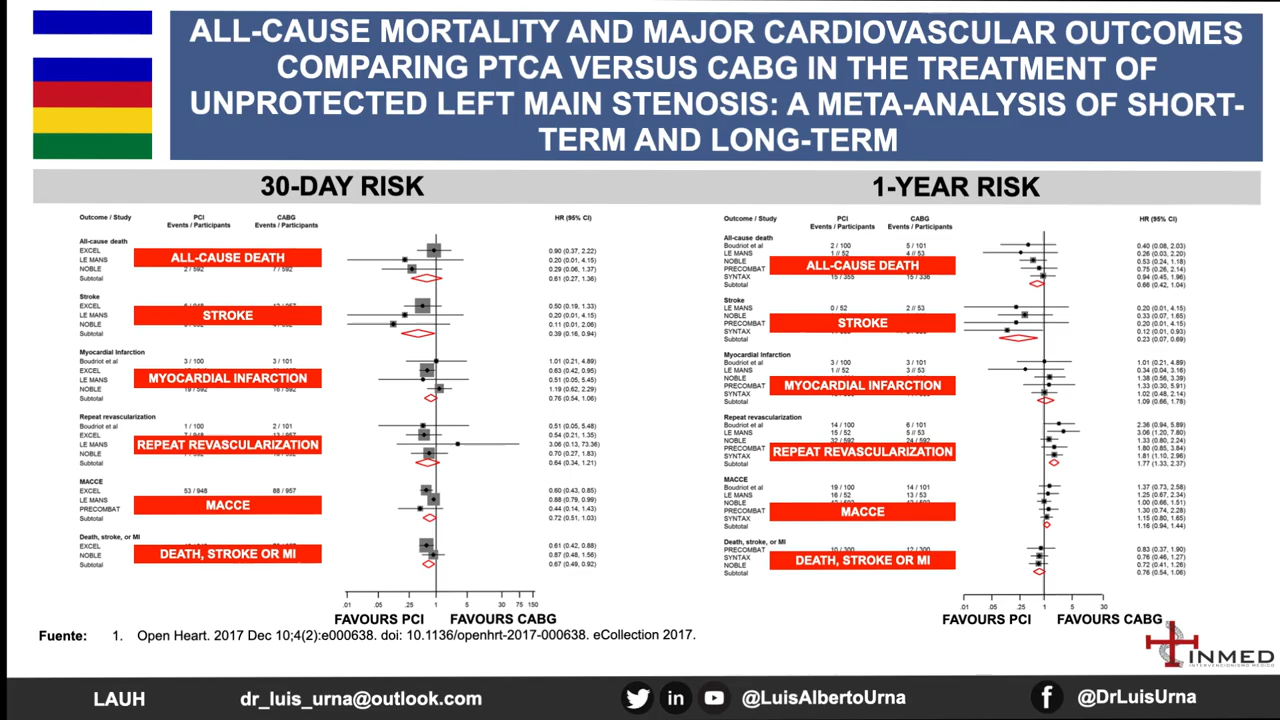 ALL-CAUSE MORTALITY AND MAJOR CARDIOVASCULAR OUTCOMES
COMPARING PTCA VERSUS CABG IN THE TREATMENT OF
UNPROTECTED LEFT MAIN STENOSIS: A META-ANALYSIS OF SHORT-
TERM AND LONG-TERM
30-DAY RISK
Outcome / Study PCI CABG HR (95% CI)
Events / Participants Events / Participants
All-cause death
EXCEL 0.90 (0.37, 2.22)
LE MANS 0.20 (0.01, 4.15)
NOBLE 2 / 592 7 / 592 0.29 (0.06, 1.37)
Subtotal 0.61 (0.27, 1.36)
ALL-CAUSE DEATH
Stroke
EXCEL 0.50 (0.19, 1.33)
LE MANS 0.20 (0.01, 4.15)
NOBLE 0.11 (0.01, 2.06)
Subtotal 0.39 (0.16, 0.94)
STROKE
Myocardial Infarction
Boudriot et al 3 / 100 3 / 101 1.01 (0.21, 4.89)
EXCEL 0.63 (0.42, 0.95)
LE MANS 0.51 (0.05, 5.45)
NOBLE 19 / 592 16 / 592 1.19 (0.62, 2.29)
Subtotal 0.76 (0.54, 1.06)
MYOCARDIAL INFARCTION
Repeat revascularization
Boudriot et al 1 / 100 2 / 101 0.51 (0.05, 5.48)
EXCEL 7 / 948 13 / 957 0.54 (0.21, 1.35)
LE MANS 3.06 (0.13, 73.36)
NOBLE 0.70 (0.27, 1.83)
Subtotal 0.64 (0.34, 1.21)
REPEAT REVASCULARIZATION
MACCE
EXCEL 53 / 948 88 / 957 0.60 (0.43, 0.85)
LE MANS 0.88 (0.79, 0.99)
PRECOMBAT 0.44 (0.14, 1.43)
Subtotal 0.72 (0.51, 1.03)
MACCE
Death, stroke, or MI
EXCEL 0.61 (0.42, 0.88)
NOBLE 0.87 (0.48, 1.56)
Subtotal 0.67 (0.49, 0.92)
DEATH, STROKE OR MI
.01 .05 .25 1 5 30 75 150
FAVOURS PCI FAVOURS CABG
1-YEAR RISK
Outcome / Study PCI CABG HR (95% CI)
Events / Participants Events / Participants
All-cause death
Boudriot et al 2 / 100 5 / 101 0.40 (0.08, 2.03)
LE MANS 1 // 52 4 // 53 0.26 (0.03, 2.20)
NOBLE 0.53 (0.24, 1.18)
PRECOMBAT 0.75 (0.26, 2.14)
SYNTAX 15 / 355 15 / 336 0.94 (0.45, 1.96)
Subtotal 0.66 (0.42, 1.04)
ALL-CAUSE DEATH
Stroke
LE MANS 0 / 52 2 // 53 0.20 (0.01, 4.15)
NOBLE 0.33 (0.07, 1.65)
PRECOMBAT 0.20 (0.01, 4.15)
SYNTAX 0.12 (0.01, 0.93)
Subtotal 0.23 (0.07, 0.69)
STROKE
Myocardial Infarction
Boudriot et al 3 / 100 3 / 101 1.01 (0.21, 4.89)
LE MANS 1 // 52 3 // 53 0.34 (0.04, 3.16)
NOBLE 1.38 (0.56, 3.39)
PRECOMBAT 1.33 (0.30, 5.91)
SYNTAX 1.02 (0.48, 2.14)
Subtotal 1.09 (0.66, 1.78)
MYOCARDIAL INFARCTION
Repeat revascularization
Boudriot et al 14 / 100 6 / 101 2.36 (0.94, 5.89)
LE MANS 15 / 52 5 // 53 3.06 (1.20, 7.80)
NOBLE 32 / 592 24 / 592 1.33 (0.80, 2.24)
PRECOMBAT 1.80 (0.85, 3.84)
SYNTAX 1.81 (1.10, 2.96)
Subtotal 1.77 (1.33, 2.37)
REPEAT REVASCULARIZATION
MACCE
Boudriot et al 19 / 100 14 / 101 1.37 (0.73, 2.58)
LE MANS 16 / 52 13 / 53 1.25 (0.67, 2.34)
NOBLE 1.00 (0.66, 1.51)
PRECOMBAT 1.30 (0.74, 2.28)
SYNTAX 1.15 (0.80, 1.65)
Subtotal 1.16 (0.94, 1.44)
MACCE
Death, stroke, or MI
PRECOMBAT 10 / 300 12 / 300 0.83 (0.37, 1.90)
SYNTAX 0.76 (0.46, 1.27)
NOBLE 0.72 (0.41, 1.26)
Subtotal 0.76 (0.54, 1.06)
DEATH, STROKE OR MI
.01 .05 .25 1 5 30
FAVOURS PCI FAVOURS CABG
Fuente: 1. Open Heart. 2017 Dec 10;4(2):e000638. doi: 10.1136/openhrt-2017-000638. eCollection 2017.
INMED
INTERVENCIONISMO MEDICO
LAUH dr_luis_urna@outlook.com in @LuisAlbertoUrna f @DrLuisUrna